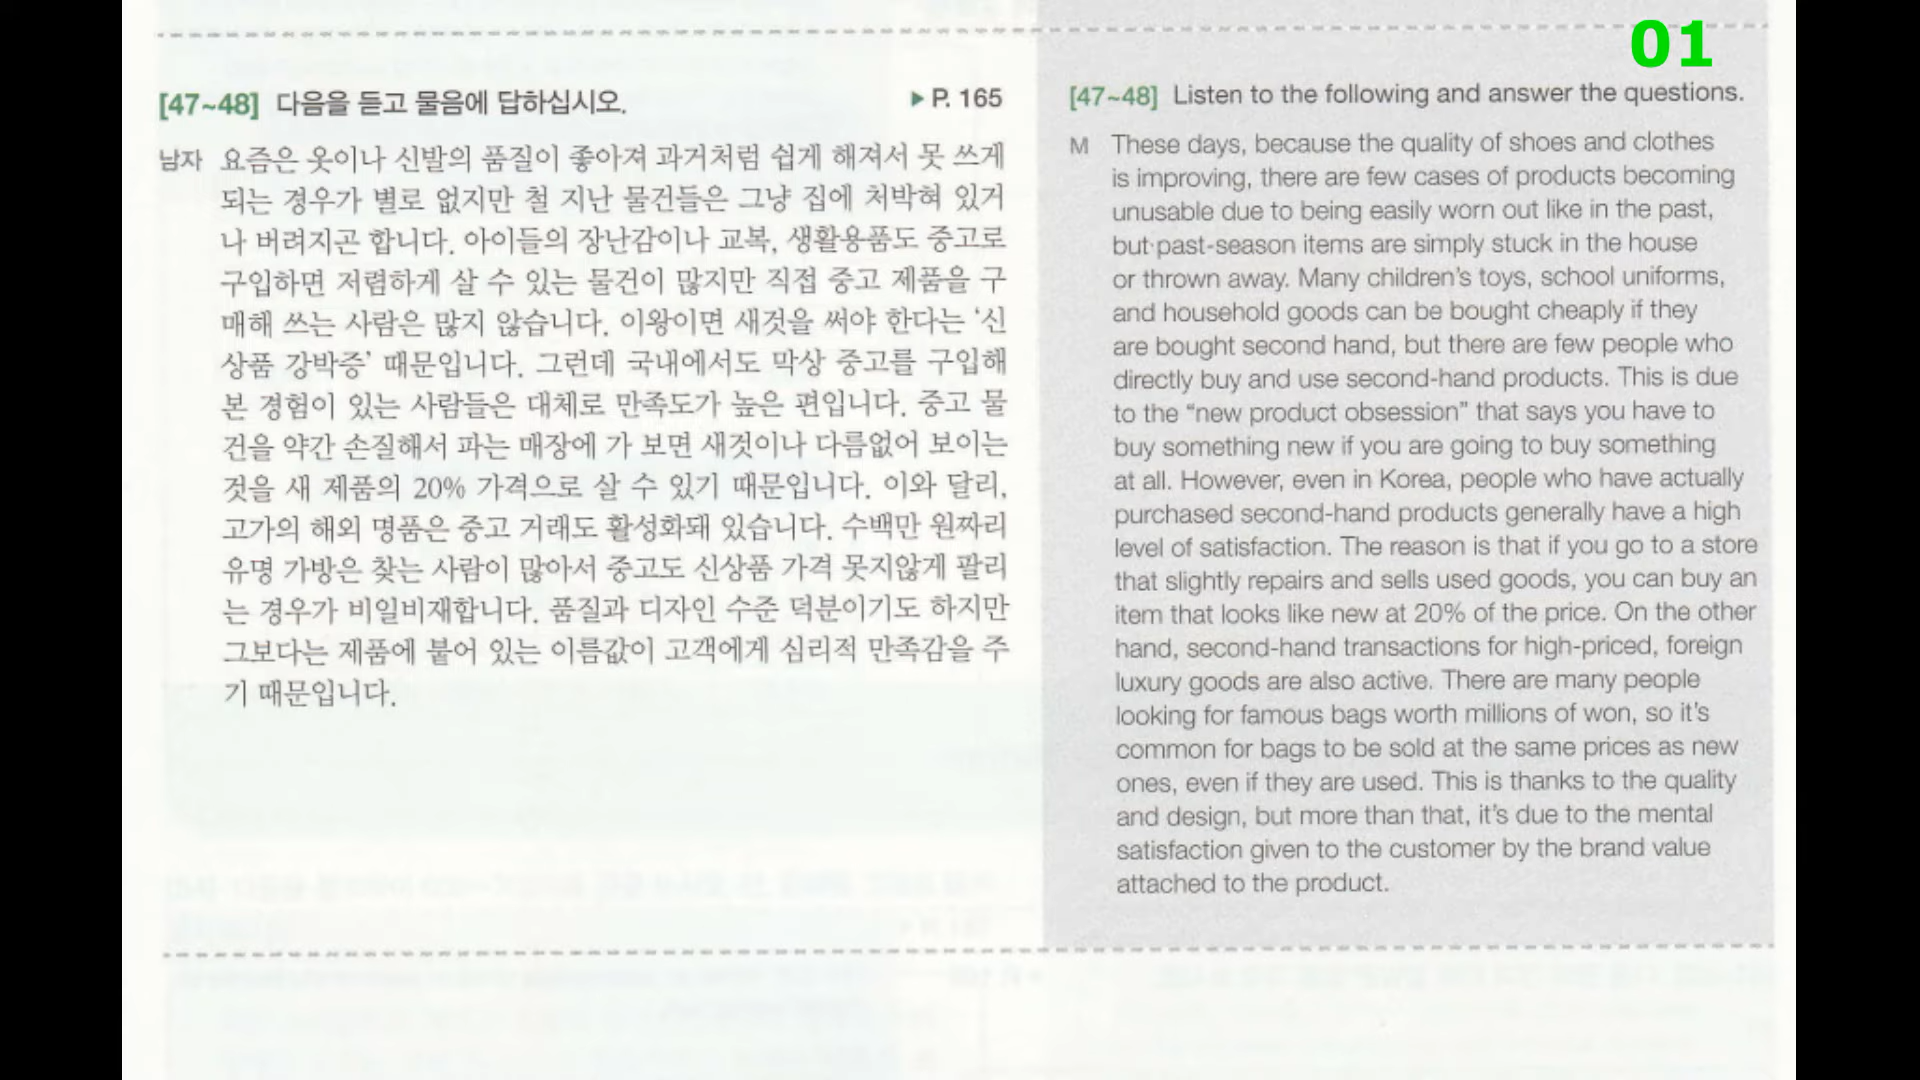 01
[47~48] 다음을 듣고 물음에 답하십시오. ▶ P. 165
남자 요즘은 옷이나 신발의 품질이 좋아져 과거처럼 쉽게 해져서 못 쓰게
되는 경우가 별로 없지만 철 지난 물건들은 그냥 집에 처박혀 있거
나 버려지곤 합니다. 아이들의 장난감이나 교복, 생활용품도 중고로
구입하면 저렴하게 살 수 있는 물건이 많지만 직접 중고 제품을 구
매해 쓰는 사람은 많지 않습니다. 이왕이면 새것을 써야 한다는 ‘신
상품 강박증’ 때문입니다. 그런데 국내에서도 막상 중고를 구입해
본 경험이 있는 사람들은 대체로 만족도가 높은 편입니다. 중고 물
건을 약간 손질해서 파는 매장에 가 보면 새것이나 다름없어 보이는
것을 새 제품의 20% 가격으로 살 수 있기 때문입니다. 이와 달리,
고가의 해외 명품은 중고 거래도 활성화돼 있습니다. 수백만 원짜리
유명 가방은 찾는 사람이 많아서 중고도 신상품 가격 못지않게 팔리
는 경우가 비일비재합니다. 품질과 디자인 수준 덕분이기도 하지만
그보다는 제품에 붙어 있는 이름값이 고객에게 심리적 만족감을 주
기 때문입니다.
[47~48] Listen to the following and answer the questions.
M These days, because the quality of shoes and clothes
is improving, there are few cases of products becoming
unusable due to being easily worn out like in the past,
but past-season items are simply stuck in the house
or thrown away. Many children's toys, school uniforms,
and household goods can be bought cheaply if they
are bought second hand, but there are few people who
directly buy and use second-hand products. This is due
to the “new product obsession” that says you have to
buy something new if you are going to buy something
at all. However, even in Korea, people who have actually
purchased second-hand products generally have a high
level of satisfaction. The reason is that if you go to a store
that slightly repairs and sells used goods, you can buy an
item that looks like new at 20% of the price. On the other
hand, second-hand transactions for high-priced, foreign
luxury goods are also active. There are many people
looking for famous bags worth millions of won, so it's
common for bags to be sold at the same prices as new
ones, even if they are used. This is thanks to the quality
and design, but more than that, it's due to the mental
satisfaction given to the customer by the brand value
attached to the product.